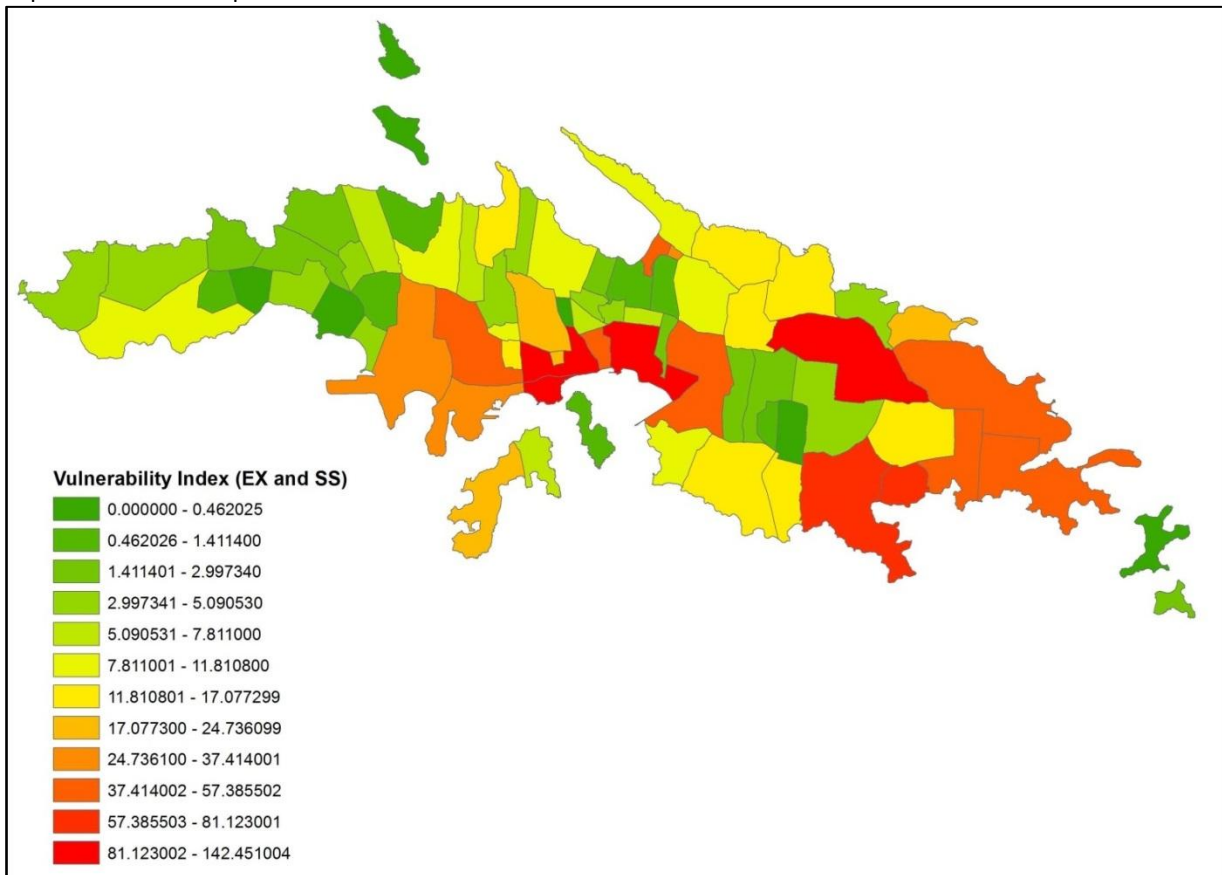 Vulnerability Index (EX and SS)
0.000000 - 0.462025
0.462026 - 1.411400
1.411401 - 2.997340
2.997341 - 5.090530
5.090531 - 7.811000
7.811001 - 11.810800
11.810801 - 17.077299
17.077300 - 24.736099
24.736100 - 37.414001
37.414002 - 57.385502
57.385503 - 81.123001
81.123002 - 142.451004